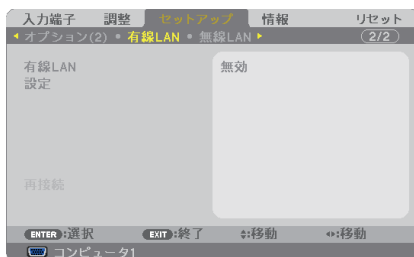 入力端子 調整 セットアップ 情報 リセット
オプション(2) • 有線LAN • 無線LAN 2/2
有線LAN 無効
設定
再接続
ENTER:選択 EXIT:終了 :移動 :移動
コンピュータ1